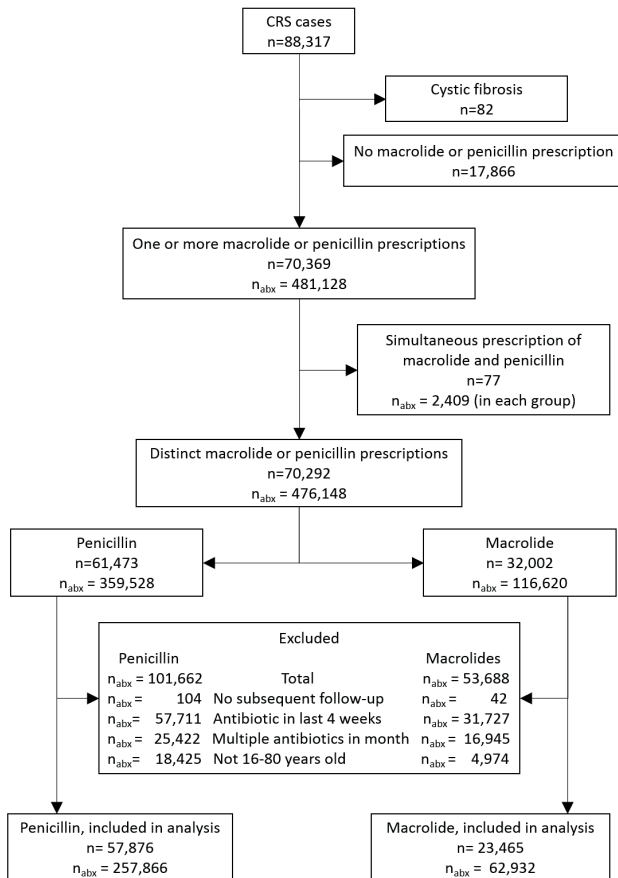 CRS cases
n=88,317
Cystic fibrosis
n=82
No macrolide or penicillin prescription
n=17,866
One or more macrolide or penicillin prescriptions
n=70,369
nabx = 481,128
Simultaneous prescription of
macrolide and penicillin
n=77
nabx = 2,409 (in each group)
Distinct macrolide or penicillin prescriptions
n=70,292
nabx = 476,148
Penicillin
n=61,473
nabx = 359,528
Macrolide
n= 32,002
nabx = 116,620
Excluded
Penicillin Macrolides
nabx = 101,662 Total nabx = 53,688
nabx = 104 No subsequent follow-up nabx = 42
nabx= 57,711 Antibiotic in last 4 weeks nabx = 31,727
nabx = 25,422 Multiple antibiotics in month nabx = 16,945
nabx= 18,425 Not 16-80 years old nabx = 4,974
Penicillin, included in analysis
n= 57,876
nabx = 257,866
Macrolide, included in analysis
n= 23,465
nabx = 62,932